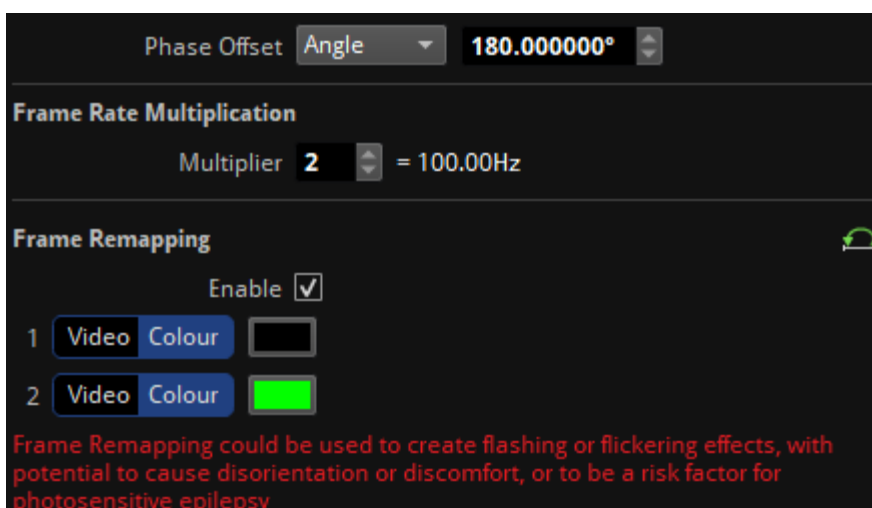 Phase Offset Angle 180.000000°
Frame Rate Multiplication
Multiplier 2 = 100.00Hz
Frame Remapping
Enable
1 Video Colour
2 Video Colour
Frame Remapping could be used to create flashing or flickering effects, with
potential to cause disorientation or discomfort, or to be a risk factor for
photosensitive epilepsy